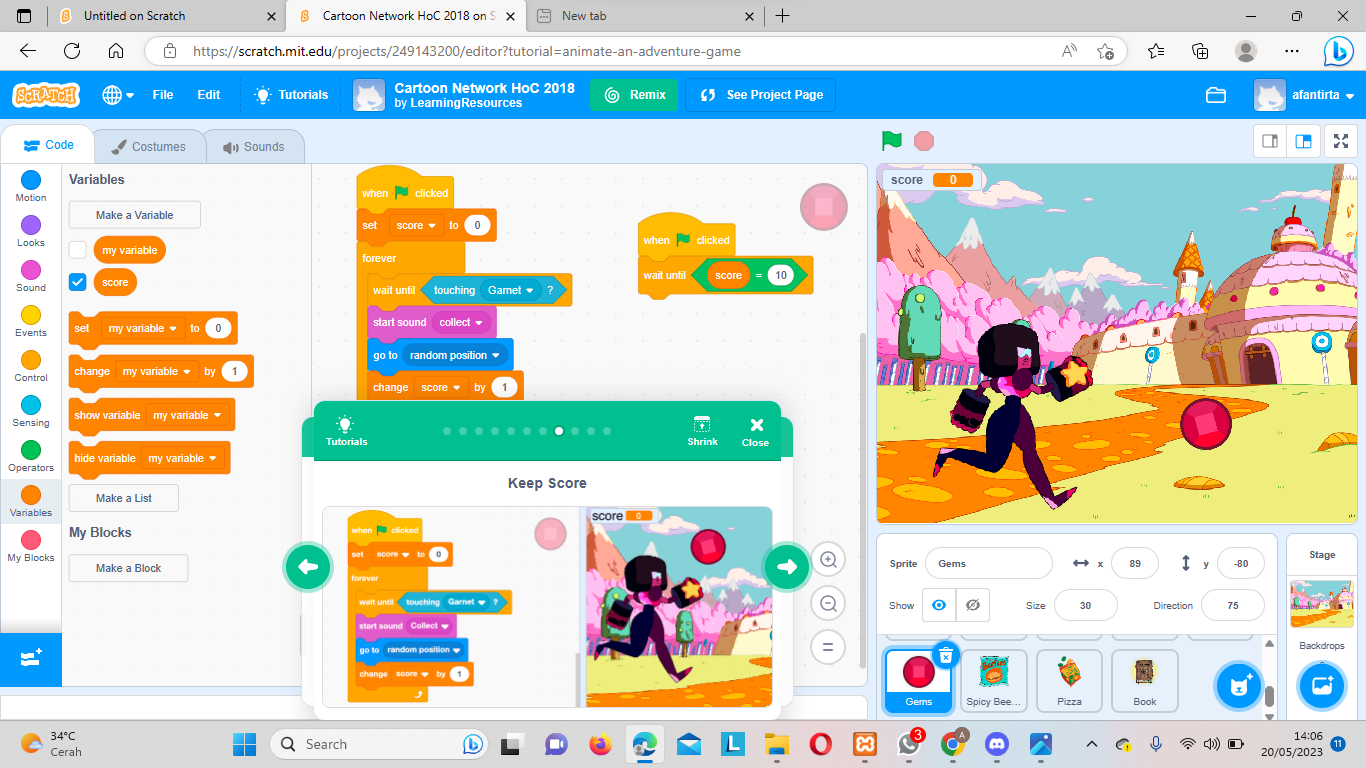 Untitled on Scratch
Cartoon Network HoC 2018 on S
New tab
https://scratch.mit.edu/projects/249143200/editor?tutorial=animate-an-adventure-game
SCRATCH
File
Edit
Tutorials
Cartoon Network HoC 2018
by LearningResources
Remix
See Project Page
afantirta
Code
Costumes
Sounds
Motion
Looks
Sound
Events
Control
Sensing
Operators
Variables
My Blocks
Variables
Make a Variable
my variable
score
set my variable to 0
change my variable by 1
show variable my variable
hide variable my variable
Make a List
My Blocks
Make a Block
when clicked
set score to 0
forever
wait until touching Garnet ?
start sound collect
go to random position
change score by 1
when clicked
wait until score = 10
Tutorials
Shrink
Close
Keep Score
when clicked
set score to 0
forever
wait until touching Garnet ?
start sound Collect
go to random position
change score by 1
score 0
score 0
Sprite
Gems
x
89
y
-80
Show
Size
30
Direction
75
Gems
Spicy Bee...
Pizza
Book
Stage
Backdrops
34°C
Cerah
Search
L
3
A
14:06
20/05/2023
11